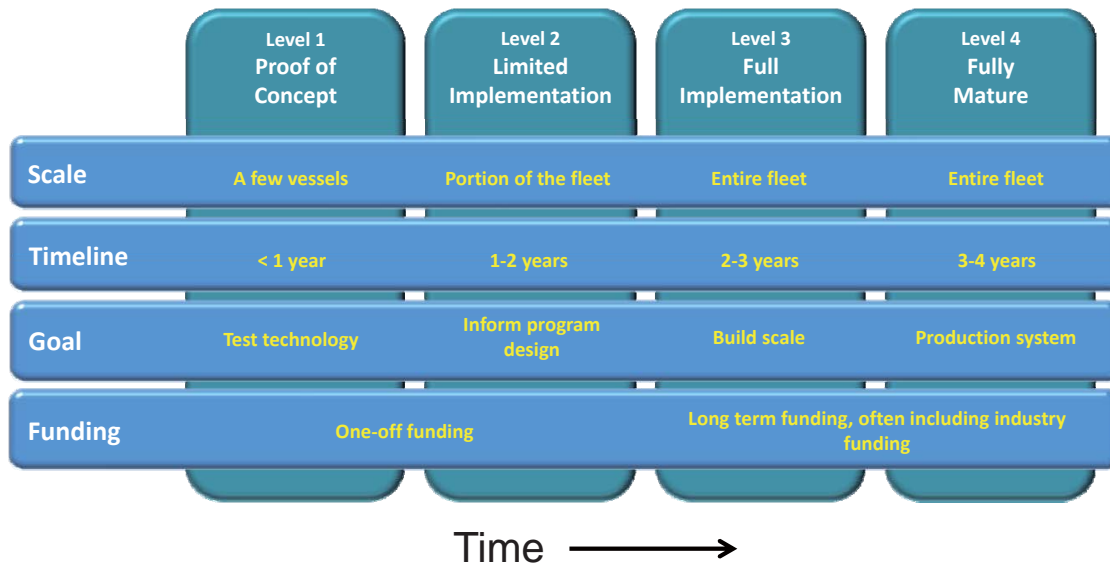 Level 1
Proof of
Concept
Level 2
Limited
Implementation
Level 3
Full
Implementation
Level 4
Fully
Mature
Scale
A few vessels
Portion of the fleet
Entire fleet
Entire fleet
Timeline
< 1 year
1-2 years
2-3 years
3-4 years
Goal
Test technology
Inform program
design
Build scale
Production system
Funding
One-off funding
Long term funding, often including industry
funding
Time